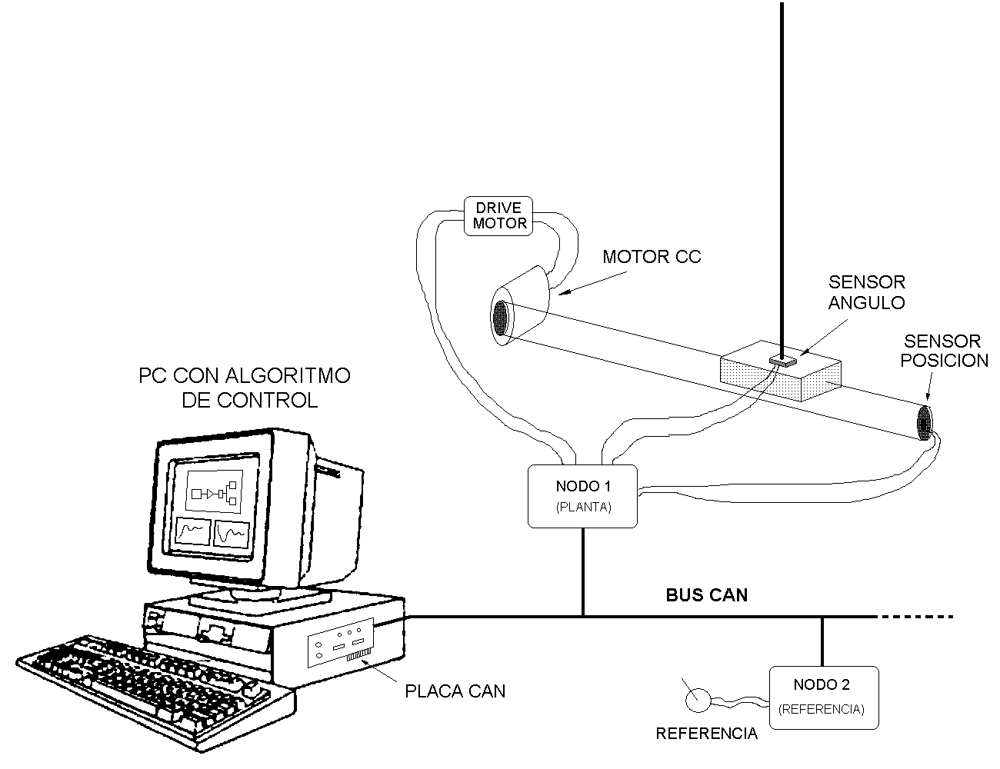 DRIVE
MOTOR
MOTOR CC
SENSOR
ANGULO
SENSOR
POSICION
PC CON ALGORITMO
DE CONTROL
NODO 1
(PLANTA)
BUS CAN
PLACA CAN
NODO 2
(REFERENCIA)
REFERENCIA